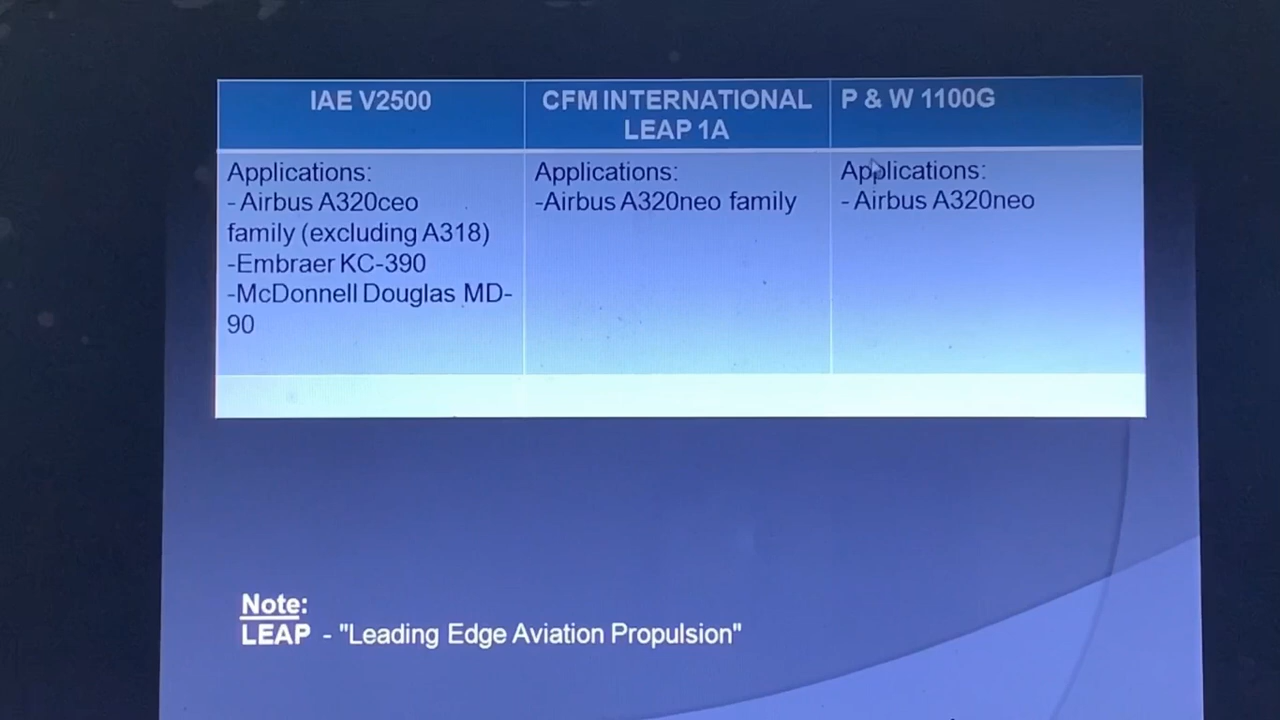 IAE V2500
CFM INTERNATIONAL
LEAP 1A
P & W 1100G
Applications:
- Airbus A320ceo
family (excluding A318)
-Embraer KC-390
-McDonnell Douglas MD-
90
Applications:
-Airbus A320neo family
Applications:
- Airbus A320neo
Note:
LEAP - "Leading Edge Aviation Propulsion"